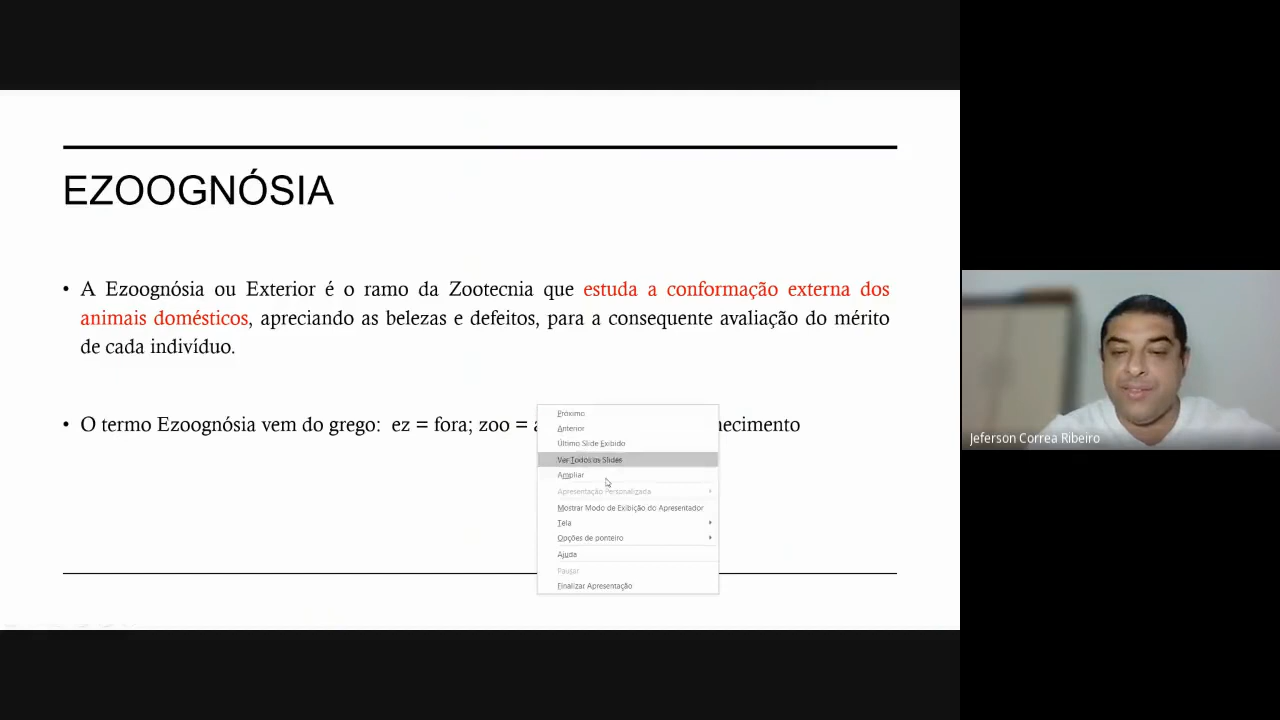 EZOOGNÓSIA
• A Ezoognósia ou Exterior é o ramo da Zootecnia que estuda a conformação externa dos
animais domésticos, apreciando as belezas e defeitos, para a consequente avaliação do mérito
de cada indivíduo.
• O termo Ezoognósia vem do grego: ez = fora; zoo = a
necimento
Próximo
Anterior
Último Slide Exibido
Ver Todos os Slides
Ampliar
Apresentação Personalizada
Mostrar Modo de Exibição do Apresentador
Tela
Opções de ponteiro
Ajuda
Pausar
Finalizar Apresentação
Jeferson Correa Ribeiro